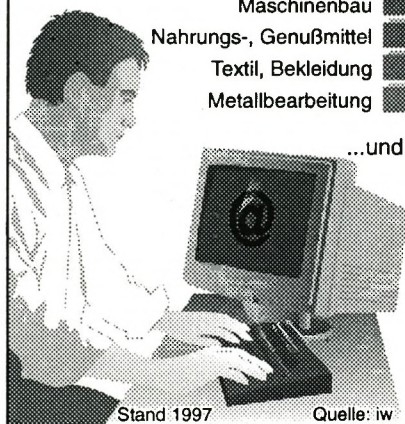 Maschinenbau
Nahrungs-, Genußmittel
Textil, Bekleidung
Metallbearbeitung
...und
@
Stand 1997 Quelle: iw